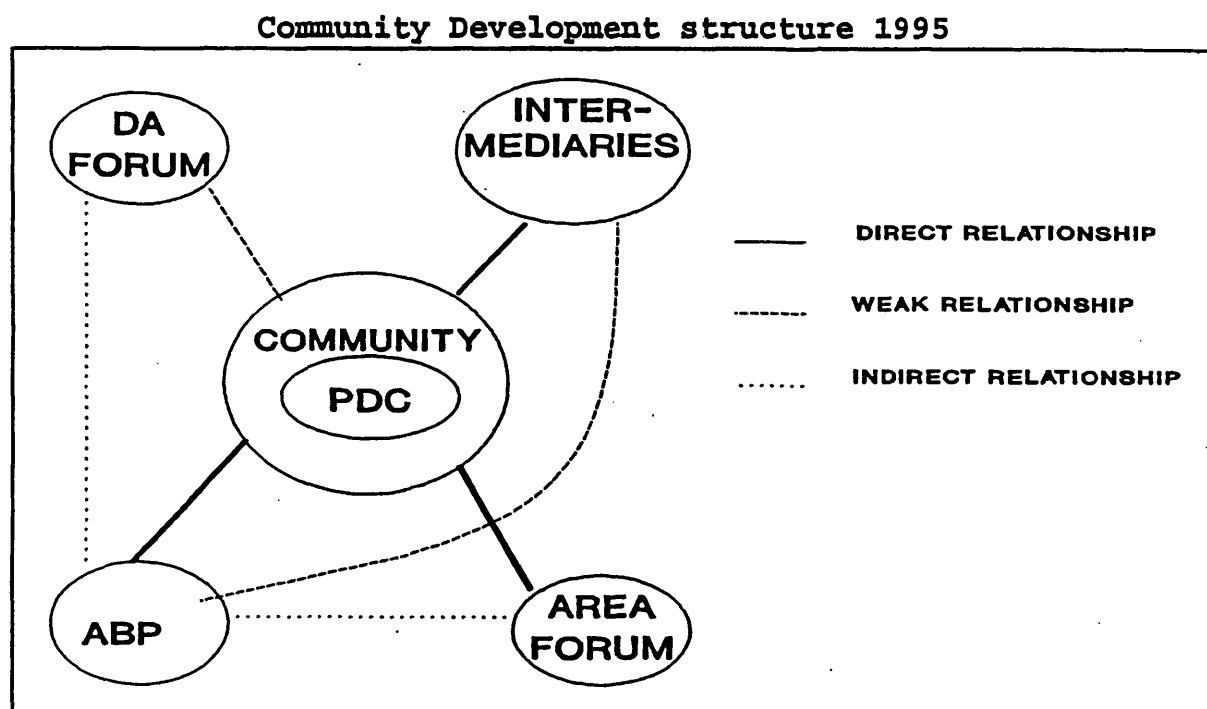 Community Development structure 1995
DA
FORUM
INTER-
MEDIARIES
DIRECT RELATIONSHIP
WEAK RELATIONSHIP
COMMUNITY
PDC
INDIRECT RELATIONSHIP
ABP
AREA
FORUM